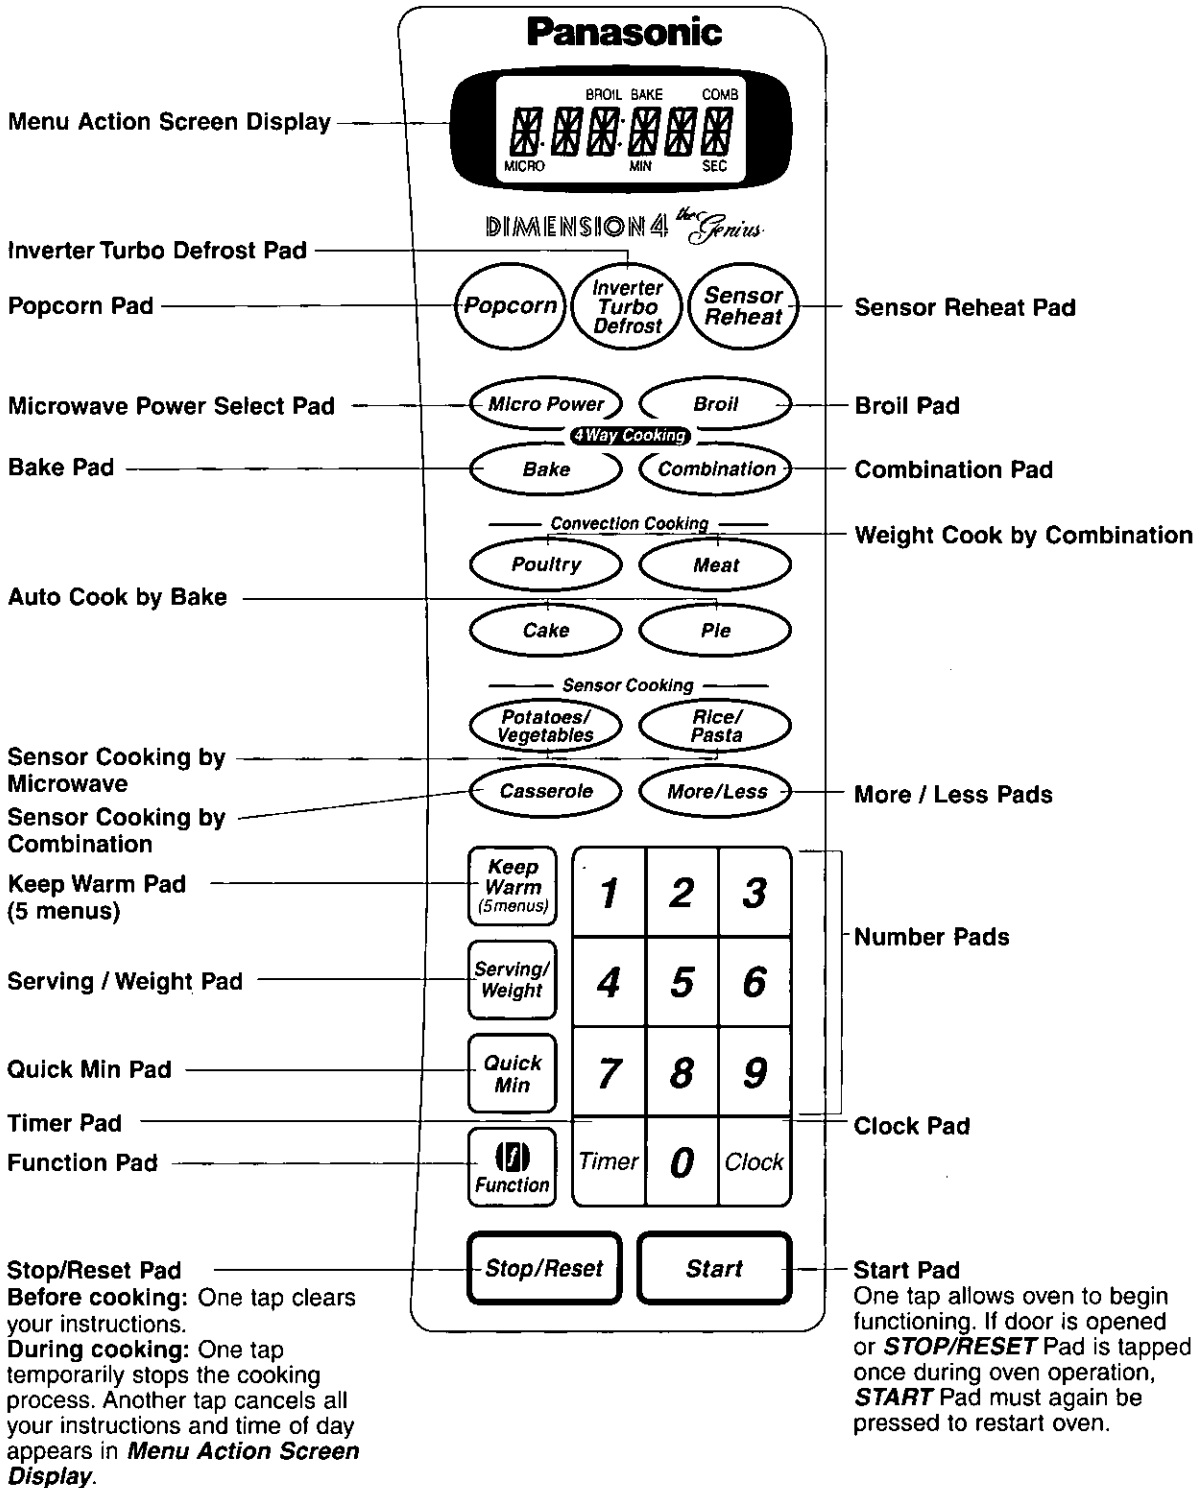 Panasonic
BROIL BAKE COMB
MICRO MIN SEC
Menu Action Screen Display
DIMENSION 4 the Genius
Inverter Turbo Defrost Pad
Popcorn Pad
Popcorn
Inverter
Turbo
Defrost
Sensor
Reheat
Sensor Reheat Pad
Microwave Power Select Pad
Micro Power
Broil
Broil Pad
4 Way Cooking
Bake Pad
Bake
Combination
Combination Pad
Convection Cooking
Weight Cook by Combination
Poultry
Meat
Auto Cook by Bake
Cake
Pie
Sensor Cooking
Potatoes/
Vegetables
Rice/
Pasta
Sensor Cooking by
Microwave
Casserole
More/Less
More / Less Pads
Sensor Cooking by
Combination
Keep Warm Pad
(5 menus)
Keep
Warm
(5menus)
1 2 3
Number Pads
Serving / Weight Pad
Serving/
Weight
4 5 6
Quick Min Pad
Quick
Min
7 8 9
Timer Pad
Clock Pad
Function Pad
f
Function
Timer 0 Clock
Stop/Reset
Start
Stop/Reset Pad
Before cooking: One tap clears
your instructions.
During cooking: One tap
temporarily stops the cooking
process. Another tap cancels all
your instructions and time of day
appears in Menu Action Screen
Display.
Start Pad
One tap allows oven to begin
functioning. If door is opened
or STOP/RESET Pad is tapped
once during oven operation,
START Pad must again be
pressed to restart oven.